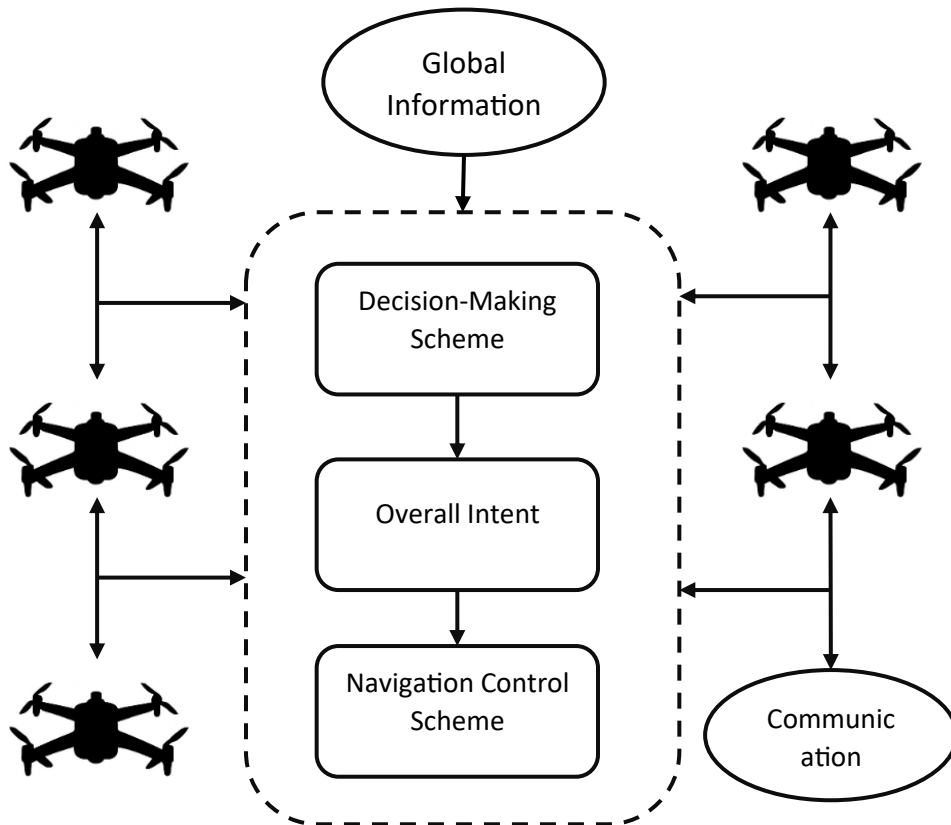 Global
Information
Decision-Making
Scheme
Overall Intent
Navigation Control
Scheme
Communic
ation